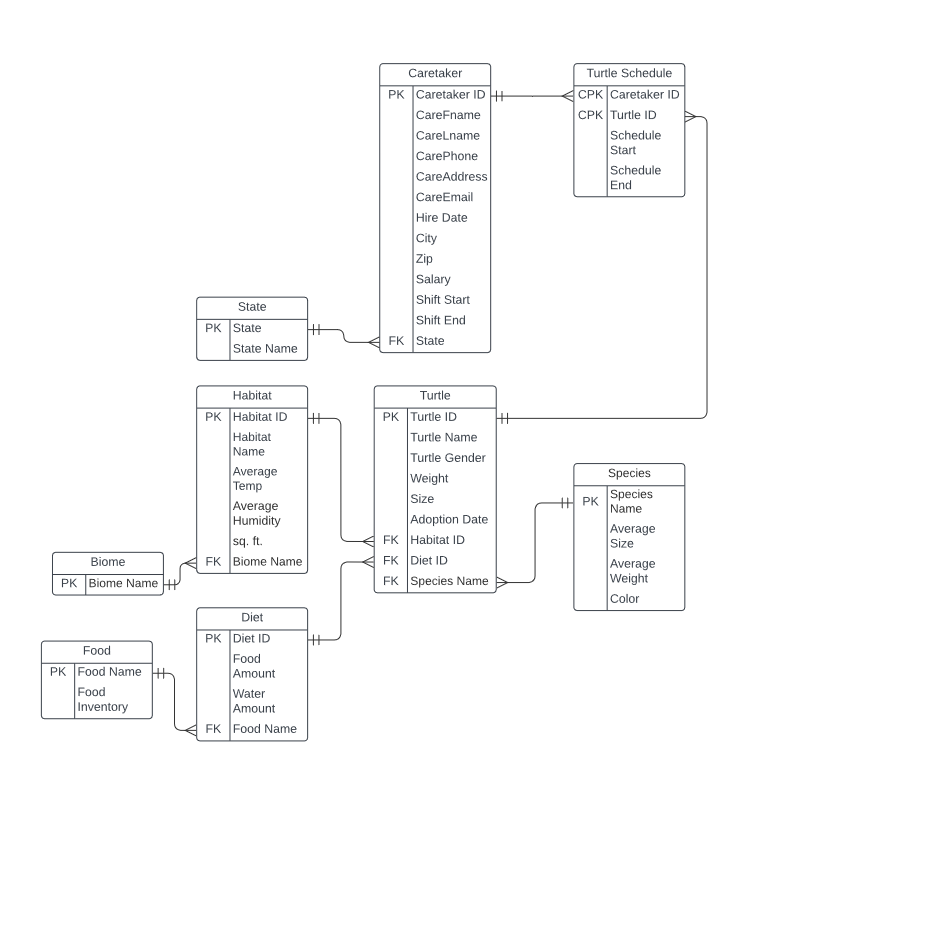 Caretaker
PK Caretaker ID
CareFname
CareLname
CarePhone
CareAddress
CareEmail
Hire Date
City
Zip
Salary
Shift Start
Shift End
FK State
Turtle Schedule
CPK Caretaker ID
CPK Turtle ID
Schedule
Start
Schedule
End
State
PK State
State Name
Habitat
PK Habitat ID
Habitat
Name
Average
Temp
Average
Humidity
sq. ft.
FK Biome Name
Turtle
PK Turtle ID
Turtle Name
Turtle Gender
Weight
Size
Adoption Date
FK Habitat ID
FK Diet ID
FK Species Name
Species
PK Species
Name
Average
Size
Average
Weight
Color
Biome
PK Biome Name
Diet
PK Diet ID
Food
Amount
Water
Amount
FK Food Name
Food
PK Food Name
Food
Inventory